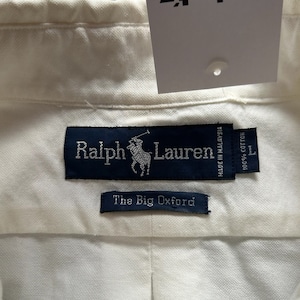 Ralph Lauren
MADE IN MALAYSIA
100% COTTON
L
The Big Oxford